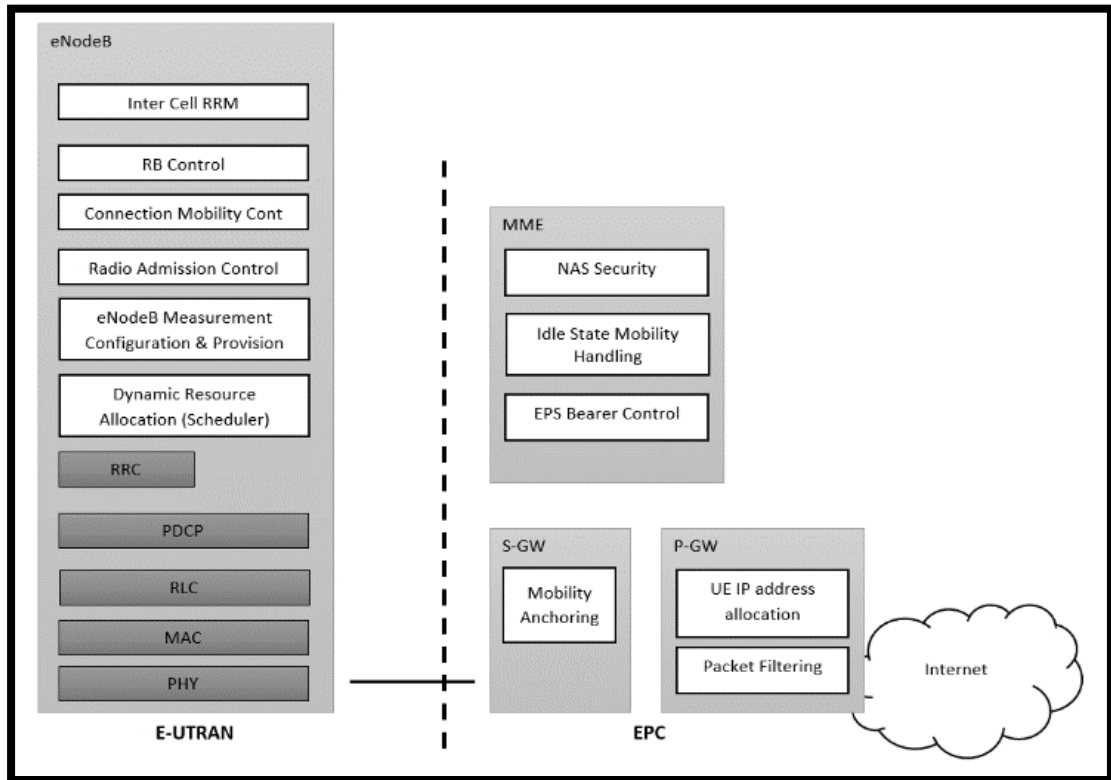 eNodeB
Inter Cell RRM
RB Control
Connection Mobility Cont
Radio Admission Control
eNodeB Measurement
Configuration & Provision
Dynamic Resource
Allocation (Scheduler)
RRC
PDCP
RLC
MAC
PHY
E-UTRAN
MME
NAS Security
Idle State Mobility
Handling
EPS Bearer Control
S-GW
Mobility
Anchoring
P-GW
UE IP address
allocation
Packet Filtering
Internet
EPC